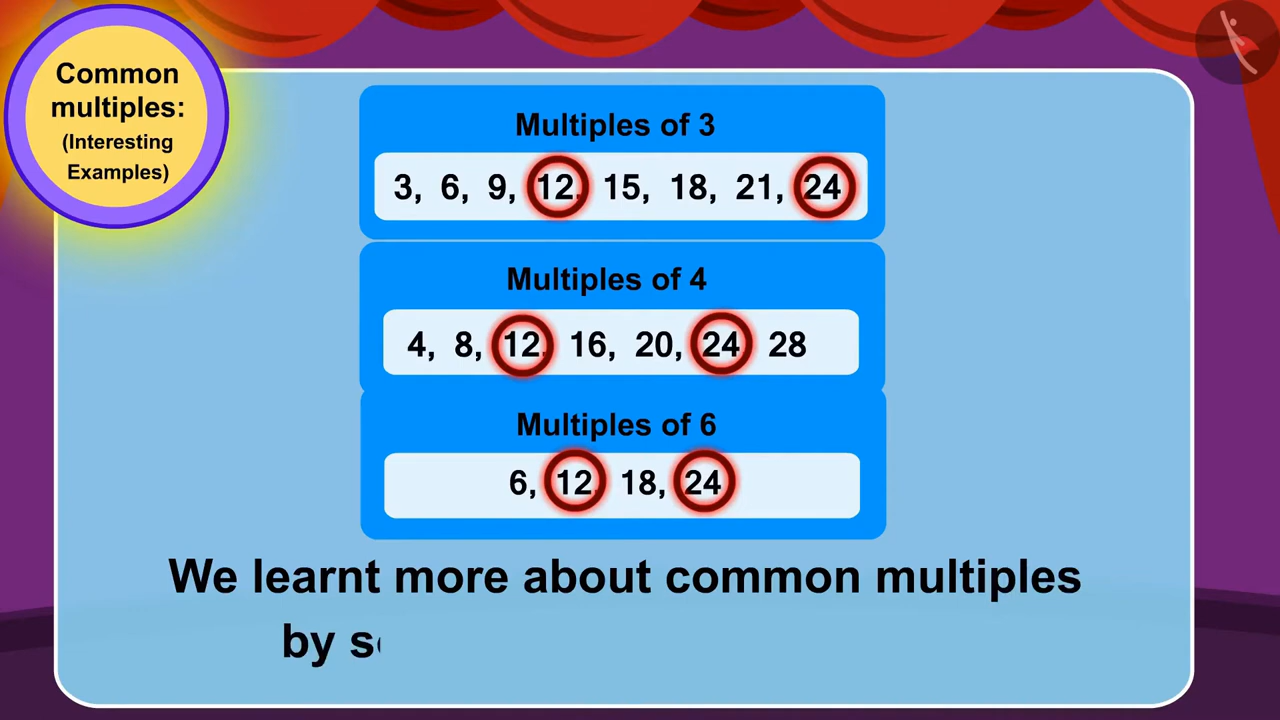 Common
multiples:
(Interesting
Examples)
Multiples of 3
3, 6, 9, 12, 15, 18, 21, 24
Multiples of 4
4, 8, 12, 16, 20, 24 28
Multiples of 6
6, 12, 18, 24
We learnt more about common multiples
by